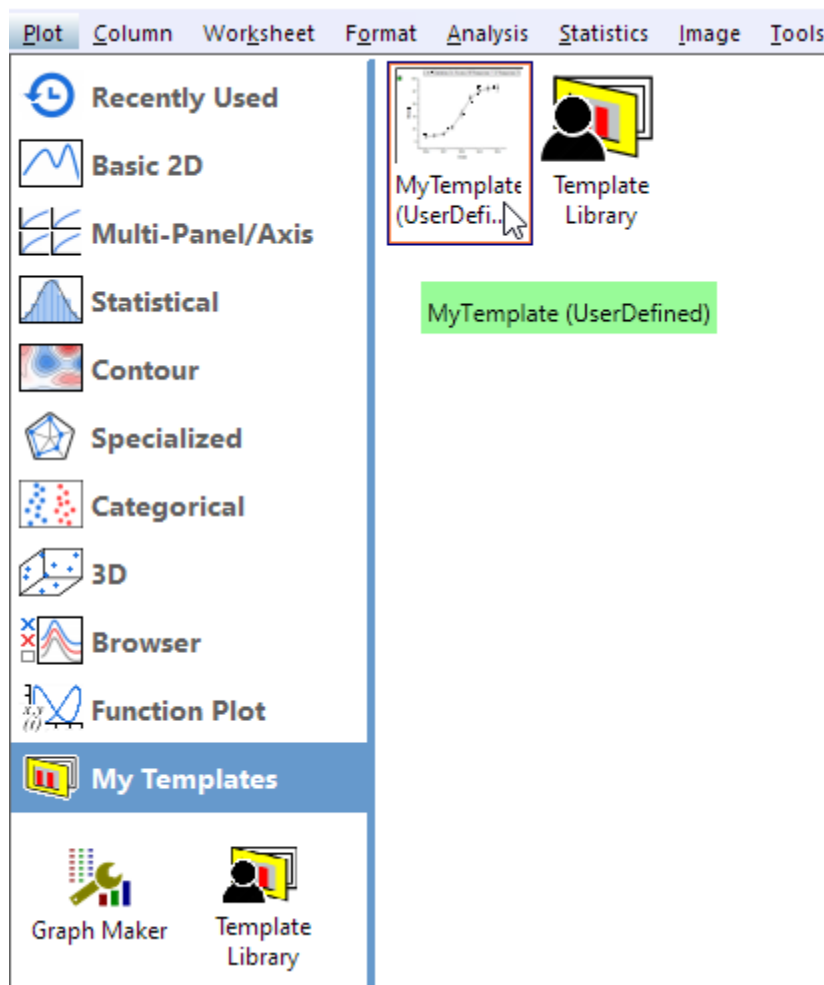 Plot Column Worksheet Format Analysis Statistics Image Tools
Recently Used
Basic 2D
Multi-Panel/Axis
Statistical
Contour
Specialized
Categorical
3D
Browser
Function Plot
My Templates
Graph Maker
Template
Library
MyTemplate
(UserDefi..
Template
Library
MyTemplate (UserDefined)